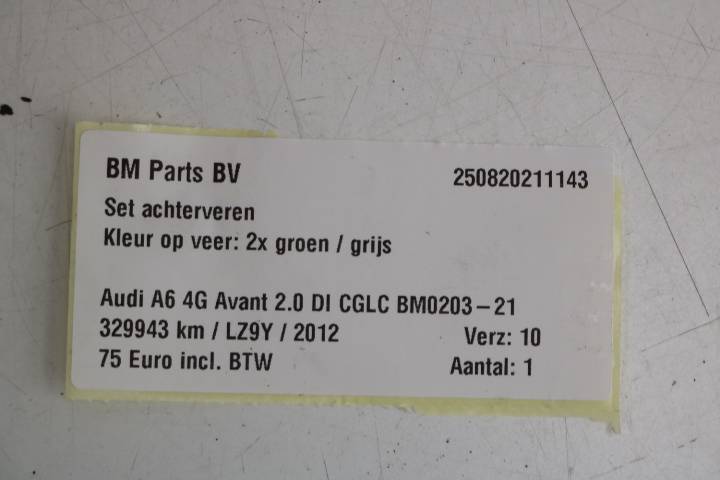 BM Parts BV 250820211143
Set achterveren
Kleur op veer: 2x groen / grijs
Audi A6 4G Avant 2.0 DI CGLC BM0203-21
329943 km / LZ9Y / 2012 Verz: 10
75 Euro incl. BTW Aantal: 1